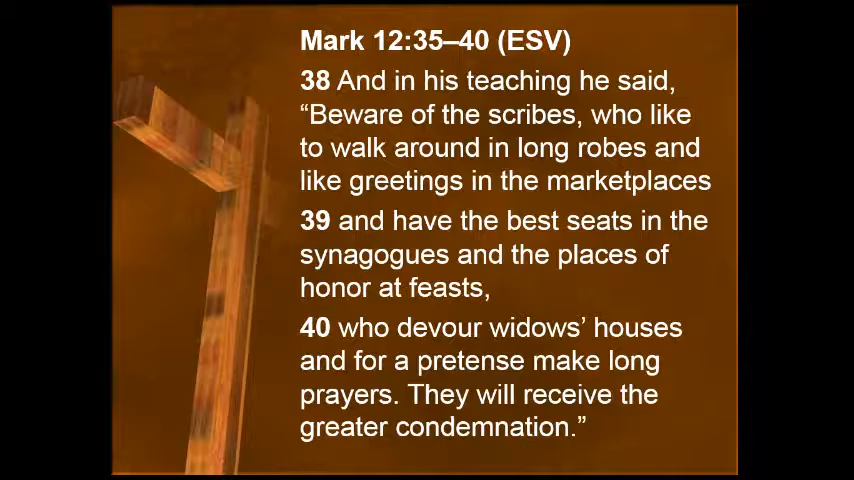 Mark 12:35–40 (ESV)
38 And in his teaching he said,
“Beware of the scribes, who like
to walk around in long robes and
like greetings in the marketplaces
39 and have the best seats in the
synagogues and the places of
honor at feasts,
40 who devour widows’ houses
and for a pretense make long
prayers. They will receive the
greater condemnation.”